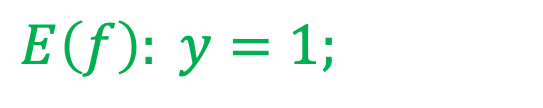 E(f): y = 1;